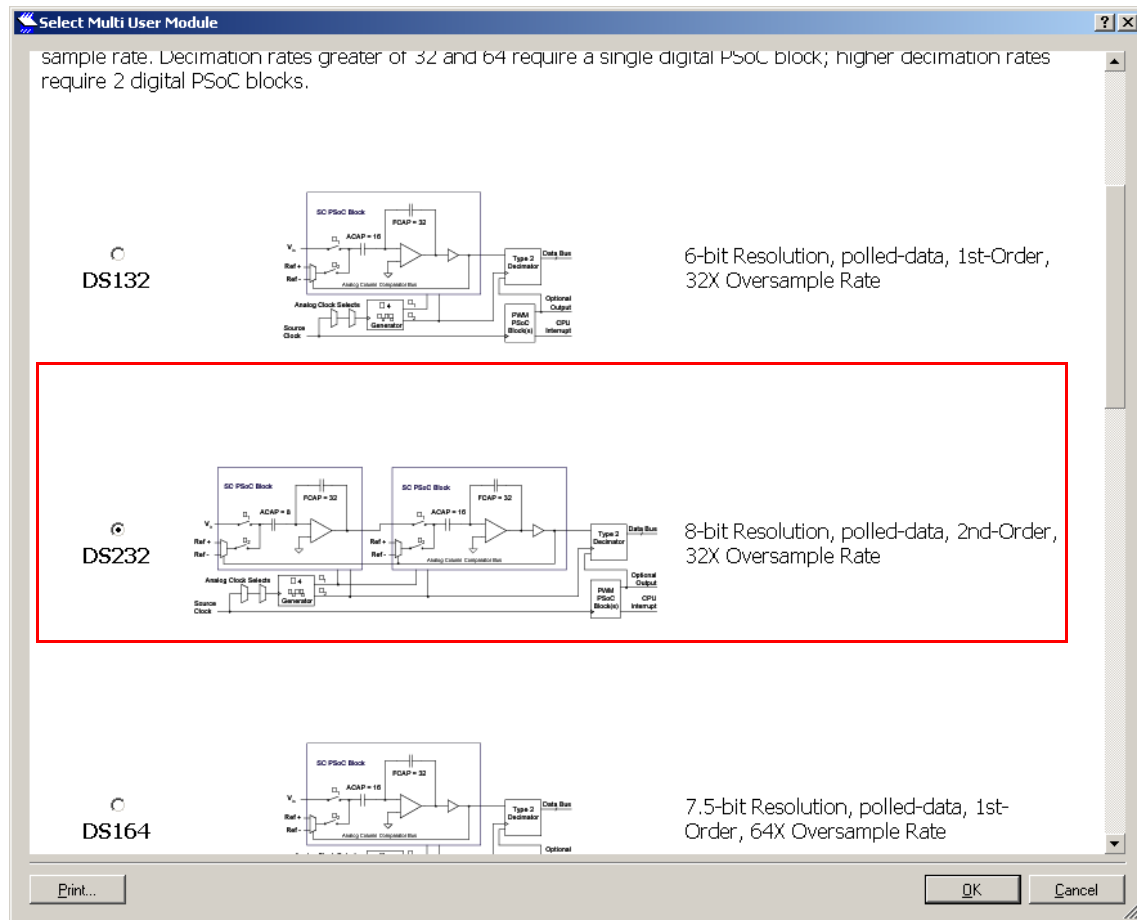 Select Multi User Module
sample rate. Decimation rates greater of 32 and 64 require a single digital PSoC block; higher decimation rates
require 2 digital PSoC blocks.
SC PSoC Block
FCAP = 32
ACAP = 16
Vin
Ref +
Ref -
Analog Column Comparator Bus
Type 2
Decimator
Data Bus
Analog Clock Selects
4
Generator
Source
Clock
PWM
PSoC
Block(s)
Optional
Output
CPU
Interrupt
DS132
6-bit Resolution, polled-data, 1st-Order,
32X Oversample Rate
SC PSoC Block
FCAP = 32
ACAP = 8
SC PSoC Block
FCAP = 32
ACAP = 16
Ref +
Ref -
Ref +
Ref -
Analog Column Comparator Bus
Type 2
Decimator
Data Bus
Analog Clock Selects
4
Generator
Source
Clock
PWM
PSoC
Block(s)
Optional
Output
CPU
Interrupt
DS232
8-bit Resolution, polled-data, 2nd-Order,
32X Oversample Rate
SC PSoC Block
FCAP = 32
ACAP = 16
Ref +
Ref -
Analog Column Comparator Bus
Type 2
Decimator
Data Bus
Optional
DS164
7.5-bit Resolution, polled-data, 1st-
Order, 64X Oversample Rate
Print...
OK
Cancel